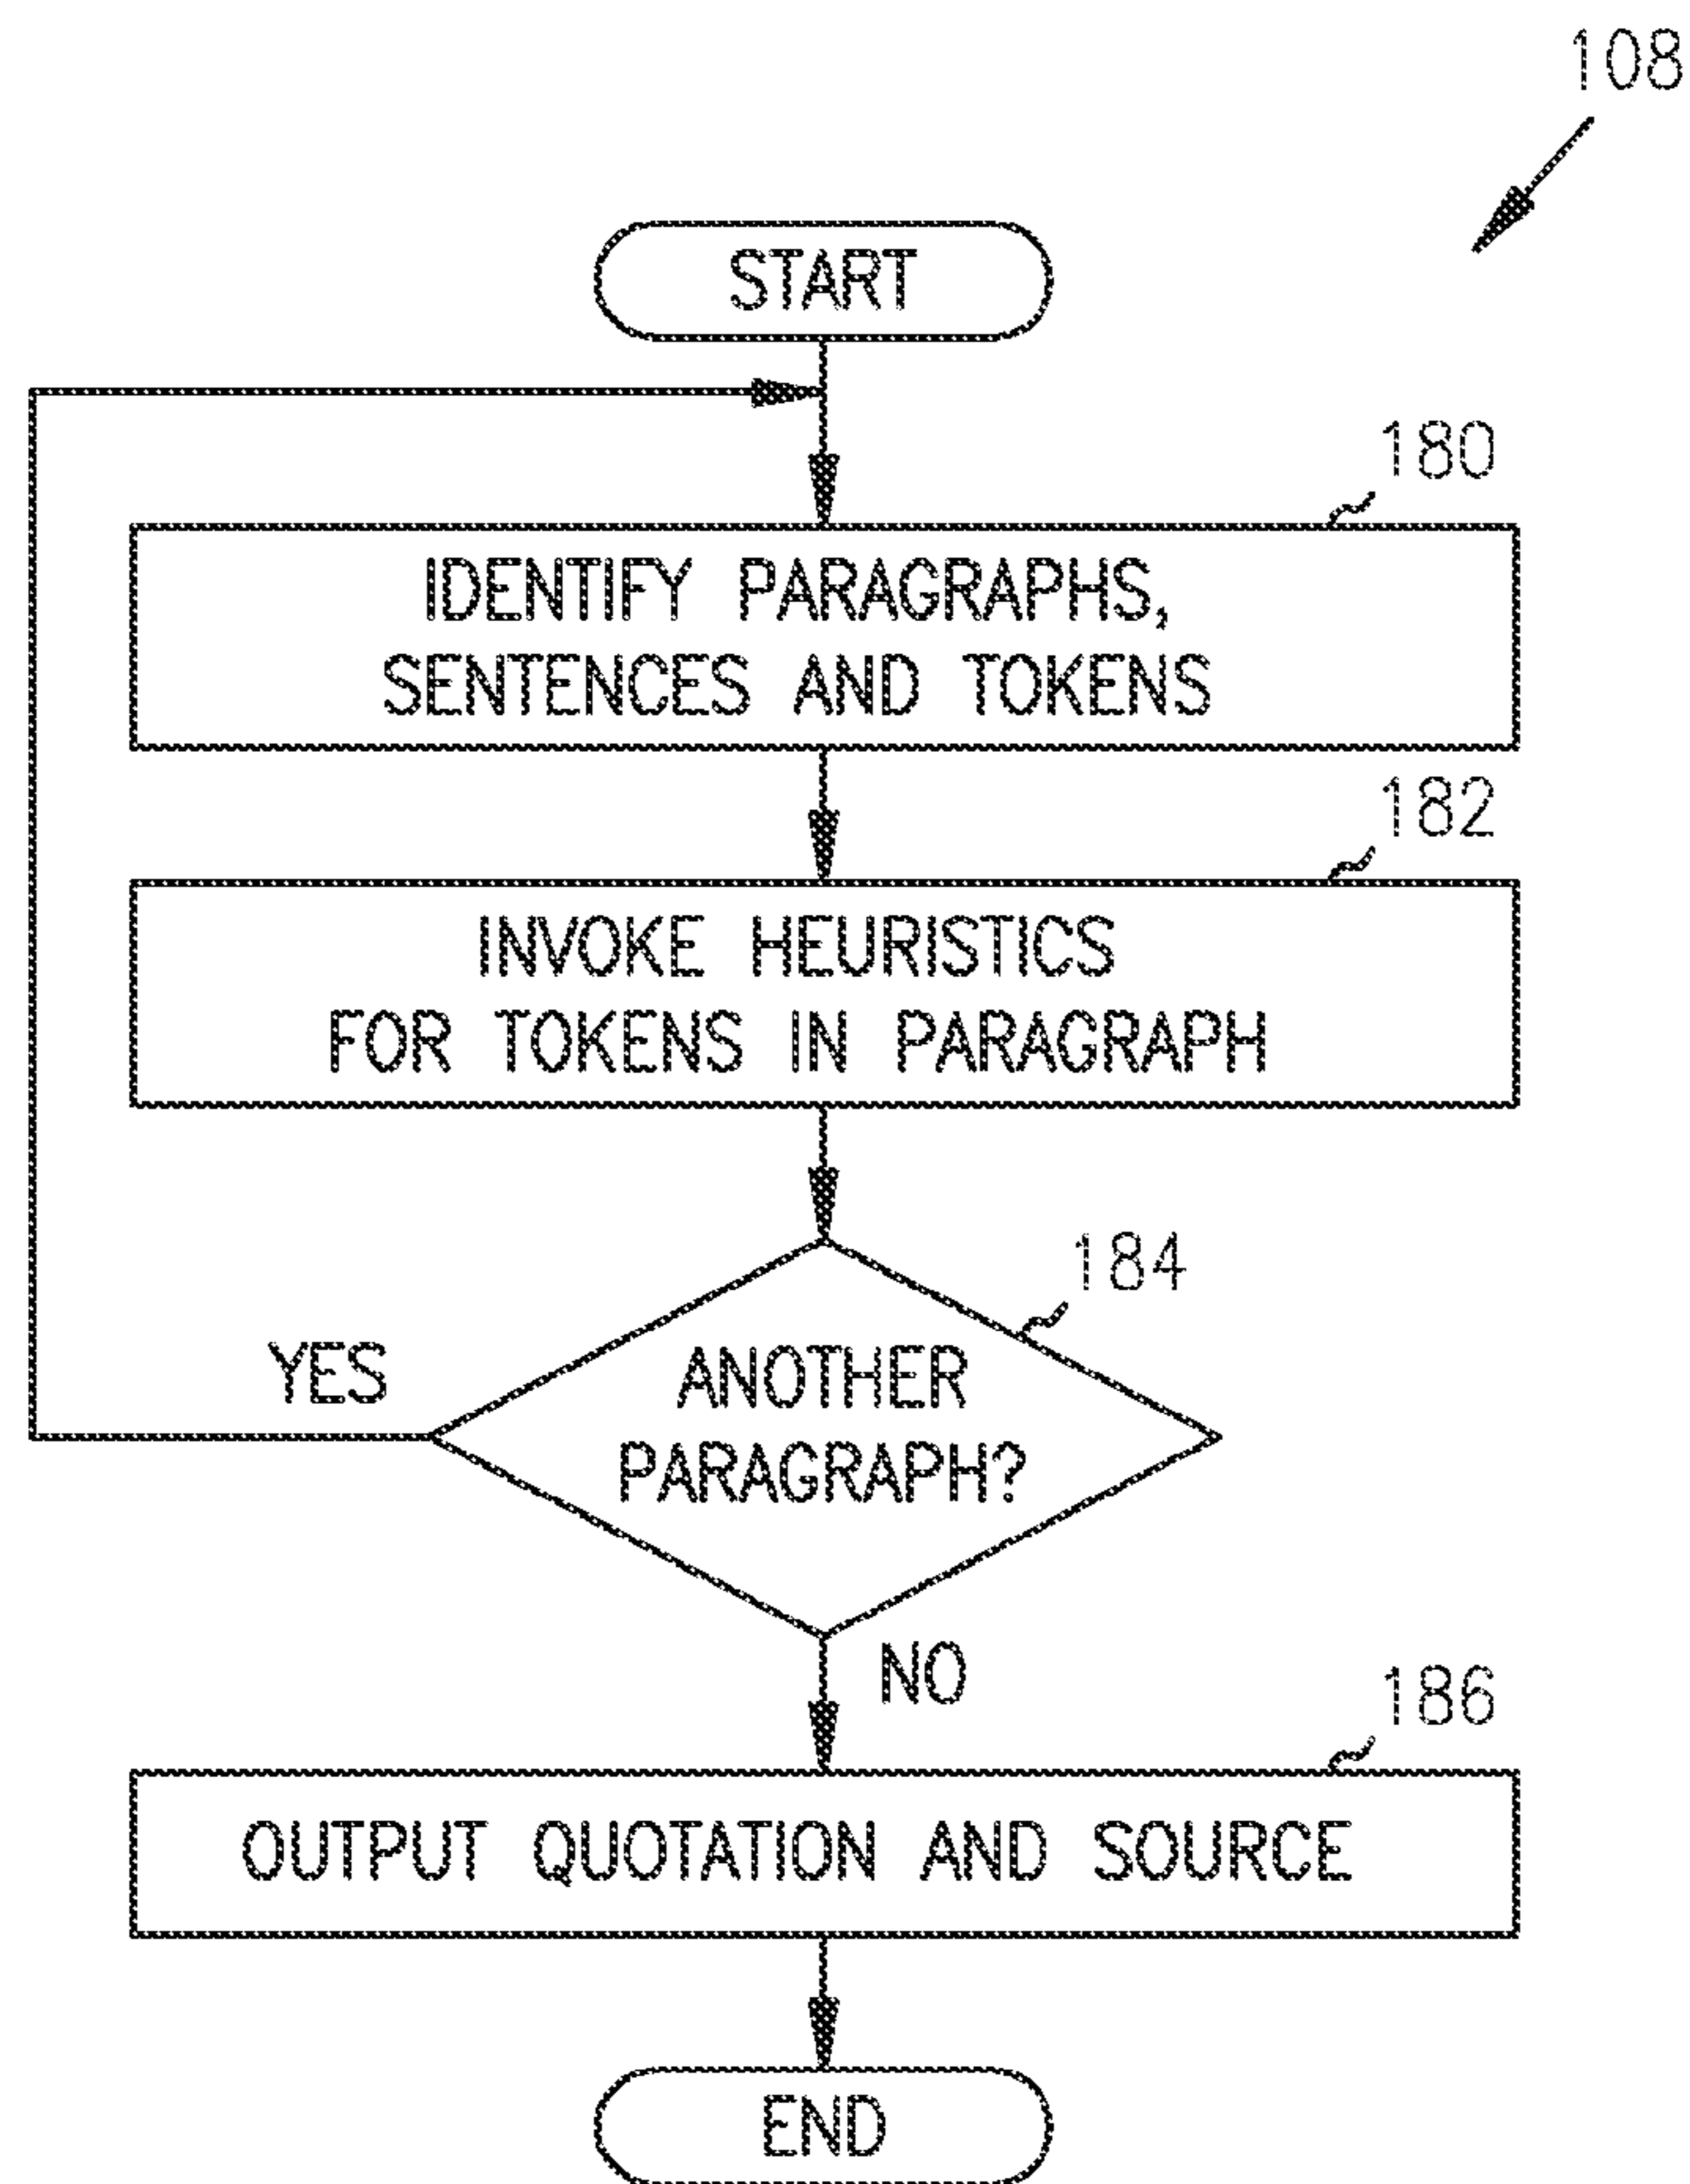 108
START
180
IDENTIFY PARAGRAPHS,
SENTENCES AND TOKENS
182
INVOKE HEURISTICS
FOR TOKENS IN PARAGRAPH
184
YES
ANOTHER
PARAGRAPH?
NO
186
OUTPUT QUOTATION AND SOURCE
END